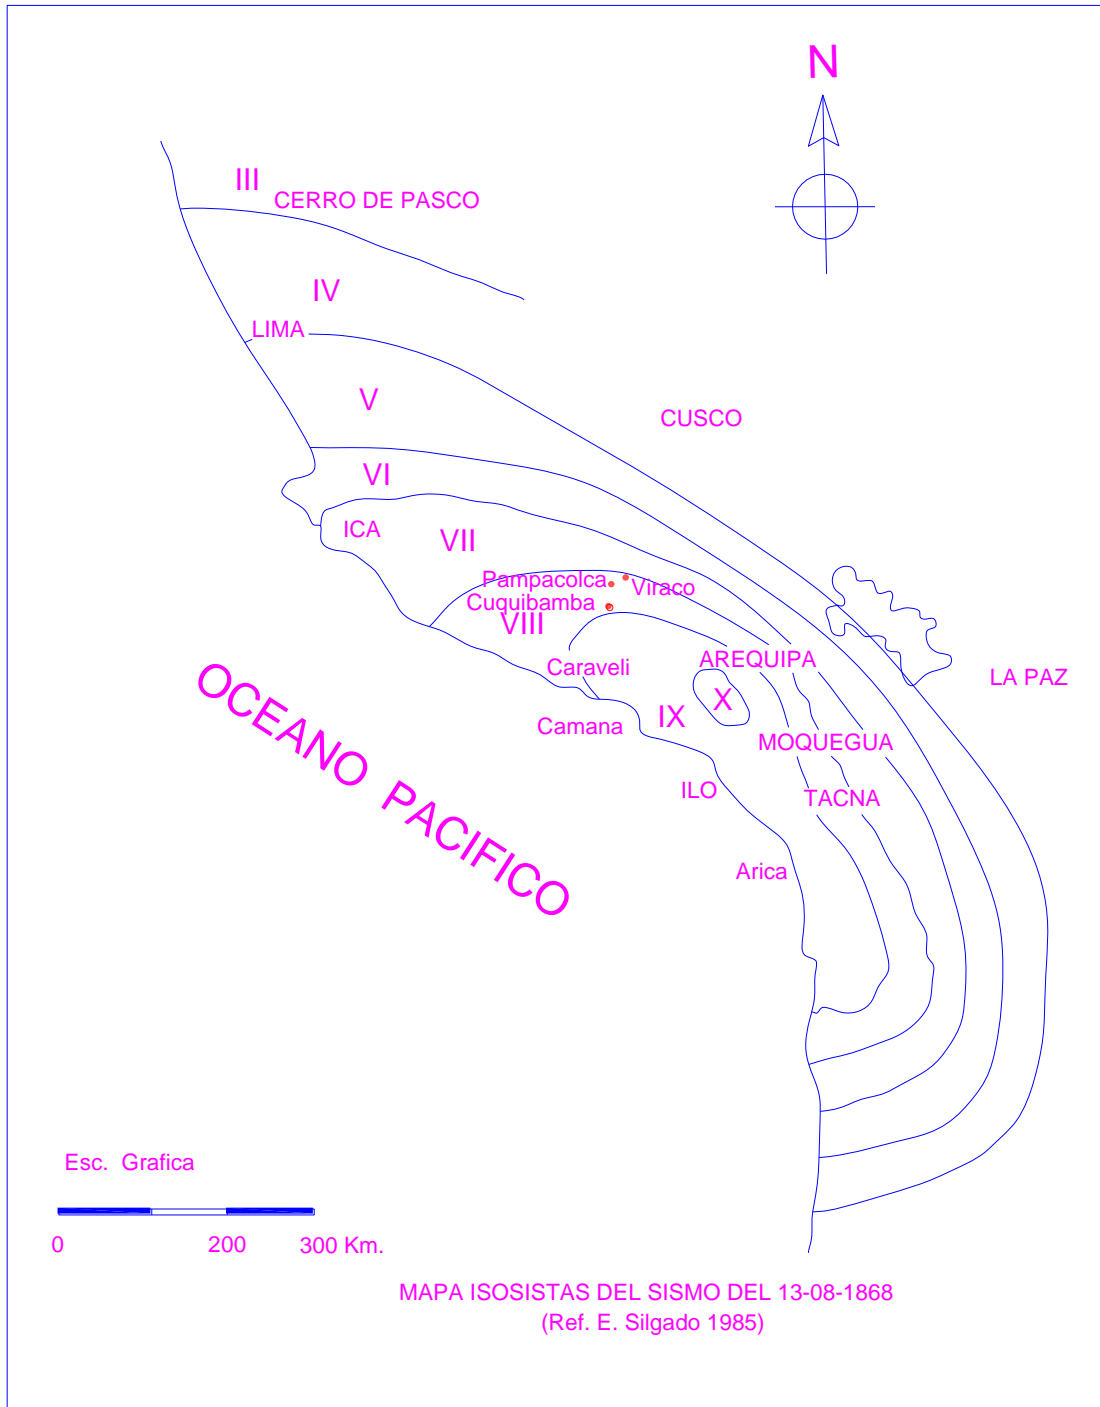 N
III
CERRO DE PASCO
IV
LIMA
V
CUSCO
VI
ICA
VII
Pampacolca
Viraco
Cuquibamba
VIII
Caraveli
AREQUIPA
LA PAZ
X
IX
Camana
MOQUEGUA
ILO
TACNA
OCEANO PACIFICO
Arica
Esc. Grafica
0 200 300 Km.
MAPA ISOSISTAS DEL SISMO DEL 13-08-1868
(Ref. E. Silgado 1985)